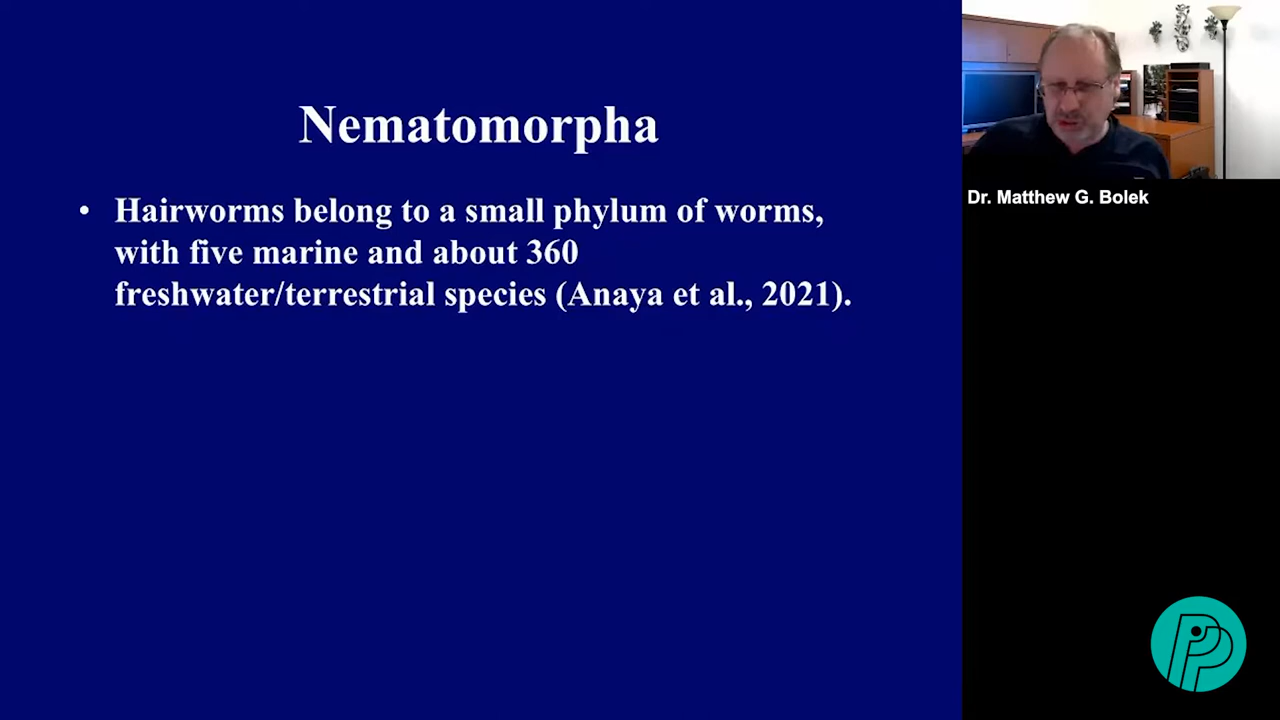 Nematomorpha
• Hairworms belong to a small phylum of worms,
with five marine and about 360
freshwater/terrestrial species (Anaya et al., 2021).
Dr. Matthew G. Bolek
PP